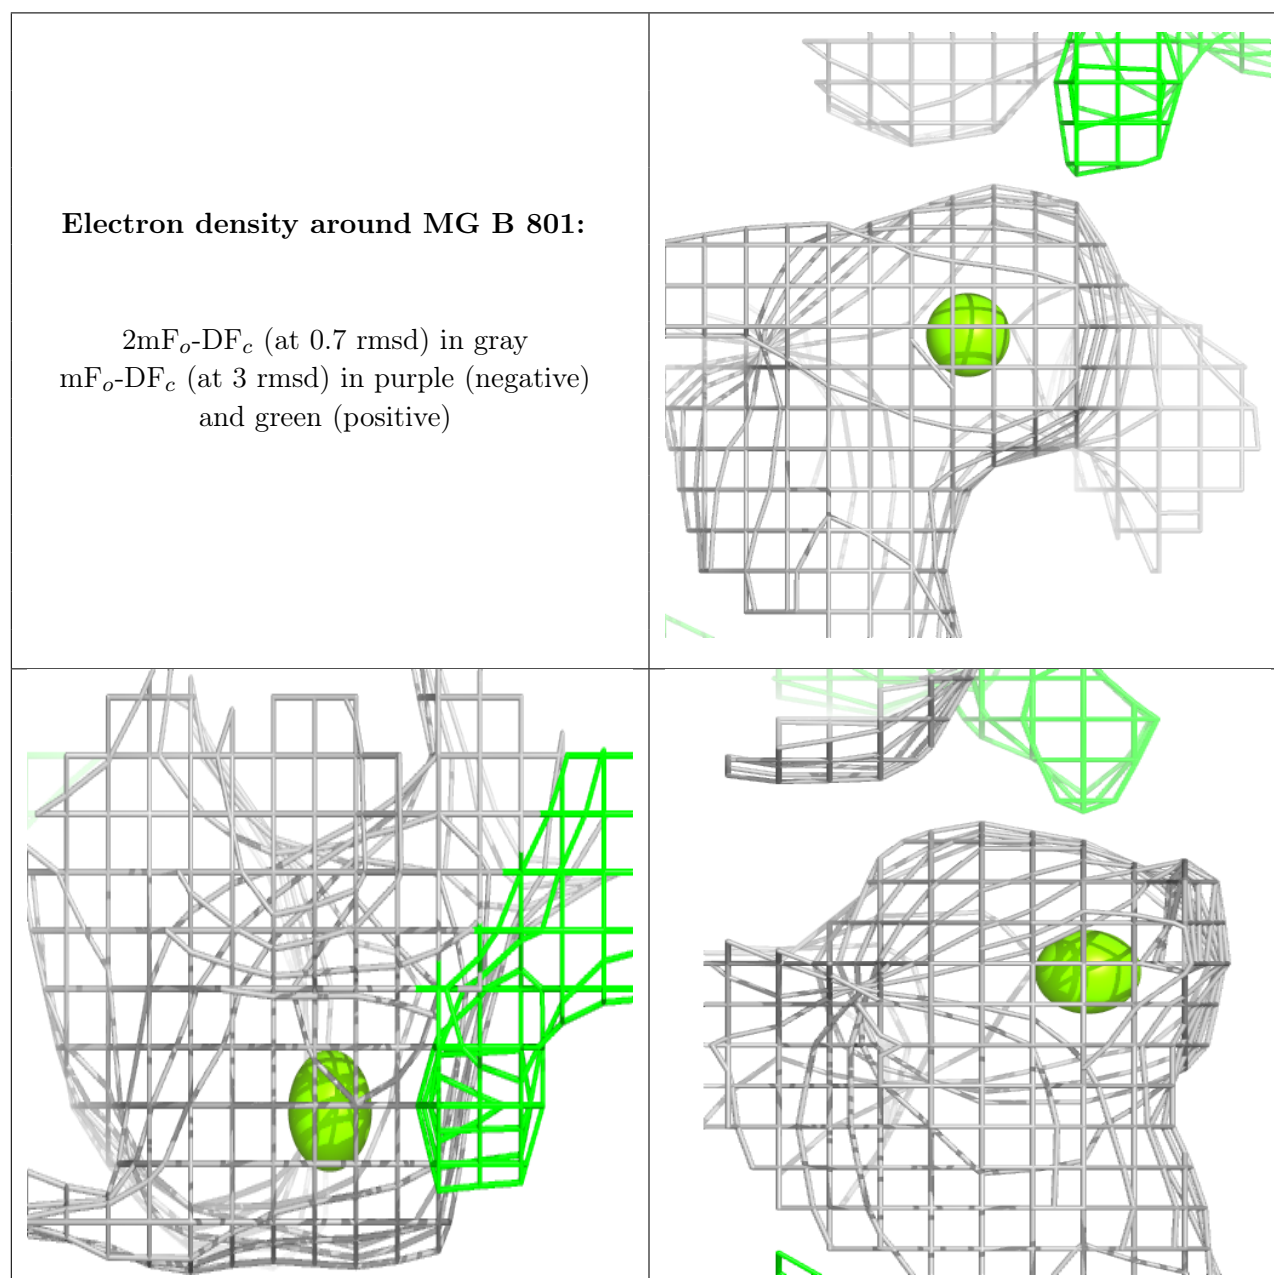 Electron density around MG B 801:
2mFo-DFc (at 0.7 rmsd) in gray
mFo-DFc (at 3 rmsd) in purple (negative)
and green (positive)